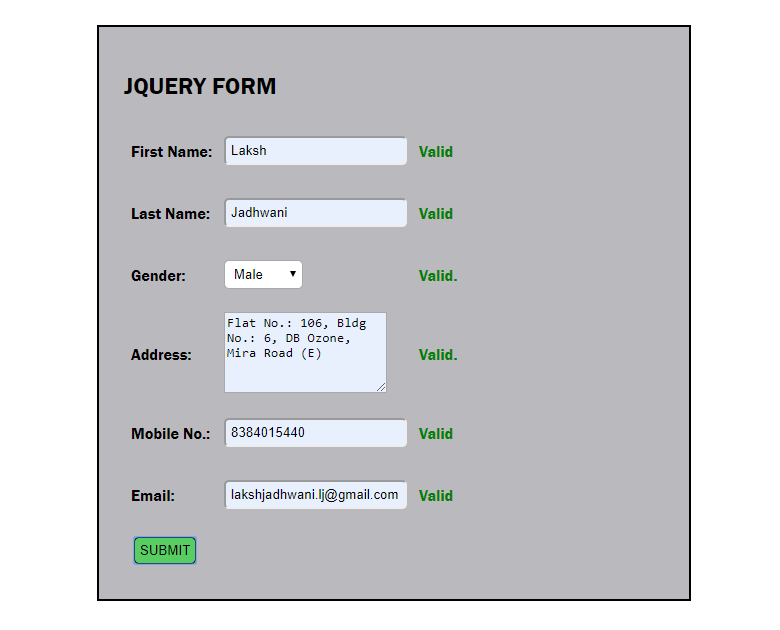 JQUERY FORM
First Name: Laksh Valid
Last Name: Jadhwani Valid
Gender: Male Valid.
Address: Flat No.: 106, Bldg
No.: 6, DB Ozone,
Mira Road (E)
Valid.
Mobile No.: 8384015440 Valid
Email: lakshjadhwani.lj@gmail.com Valid
SUBMIT